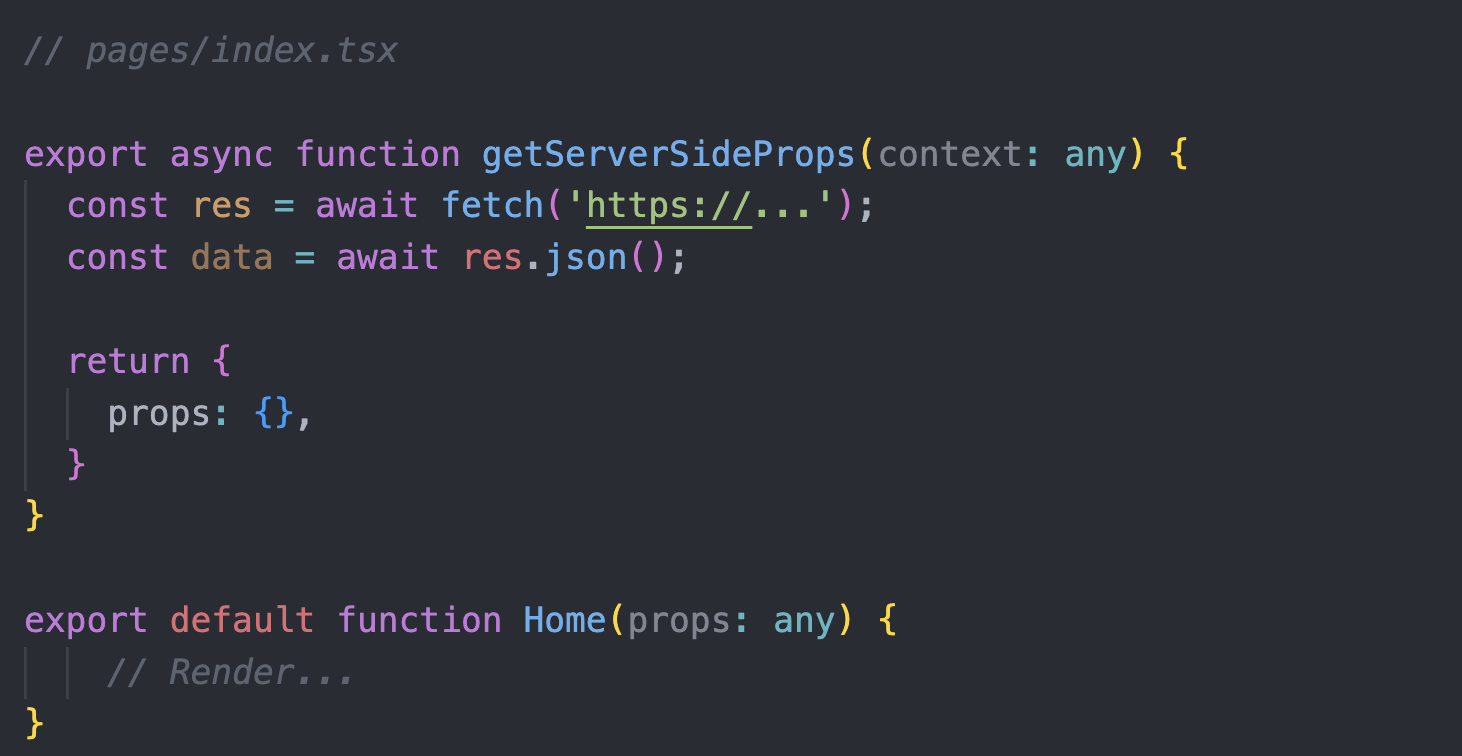 // pages/index.tsx
export async function getServerSideProps(context: any) {
  const res = await fetch('https://...');
  const data = await res.json();
  return {
    props: {},
  }
}
export default function Home(props: any) {
    // Render...
}